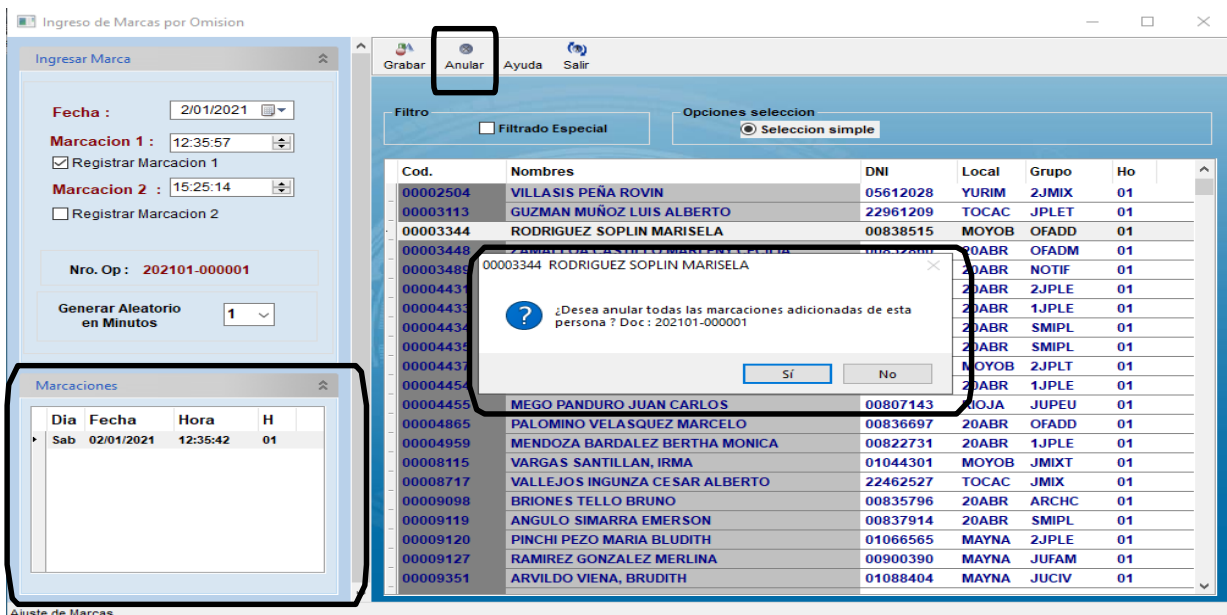 Ingreso de Marcas por Omision
Ingresar Marca
Fecha : 2/01/2021
Marcacion 1 : 12:35:57
Registrar Marcacion 1
Marcacion 2 : 15:25:14
Registrar Marcacion 2
Nro. Op : 202101-000001
Generar Aleatorio en Minutos 1
Marcaciones
Dia Fecha Hora H
Sab 02/01/2021 12:35:42 01
Grabar Anular Ayuda Salir
Filtro
Filtrado Especial
Opciones seleccion
Seleccion simple
Cod. Nombres DNI Local Grupo Ho
00002504 VILLASIS PEÑA ROVIN 05612028 YURIM 2JMIX 01
00003113 GUZMAN MUÑOZ LUIS ALBERTO 22961209 TOCAC JPLET 01
00003344 RODRIGUEZ SOPLIN MARISELA 00838515 MOYOB OFADD 01
00003448 20ABR OFADM 01
0000348 20ABR NOTIF 01
00004431 20ABR 2JPLE 01
00004433 20ABR 1JPLE 01
00004434 20ABR SMIPL 01
00004435 20ABR SMIPL 01
00004437 MOYOB 2JPLT 01
00004454 20ABR 1JPLE 01
00003344 RODRIGUEZ SOPLIN MARISELA
¿Desea anular todas las marcaciones adicionadas de esta
persona ? Doc : 202101-000001
Sí No
00004455 MEGO PANDURO JUAN CARLOS 00807143 RIOJA JUPEU 01
00004865 PALOMINO VELASQUEZ MARCELO 00836697 20ABR OFADD 01
00004959 MENDOZA BARDALEZ BERTHA MONICA 00822731 20ABR 1JPLE 01
00008115 VARGAS SANTILLAN, IRMA 01044301 MOYOB JMIXT 01
00008717 VALLEJOS INGUNZA CESAR ALBERTO 22462527 TOCAC JMIX 01
00009098 BRIONES TELLO BRUNO 00835796 20ABR ARCHC 01
00009119 ANGULO SIMARRA EMERSON 00837914 20ABR SMIPL 01
00009120 PINCHI PEZO MARIA BLUDITH 01066565 MAYNA 2JPLE 01
00009127 RAMIREZ GONZALEZ MERLINA 00900390 MAYNA JUFAM 01
00009351 ARVILDO VIENA, BRUDITH 01088404 MAYNA JUCIV 01
Ajuste de Marcas